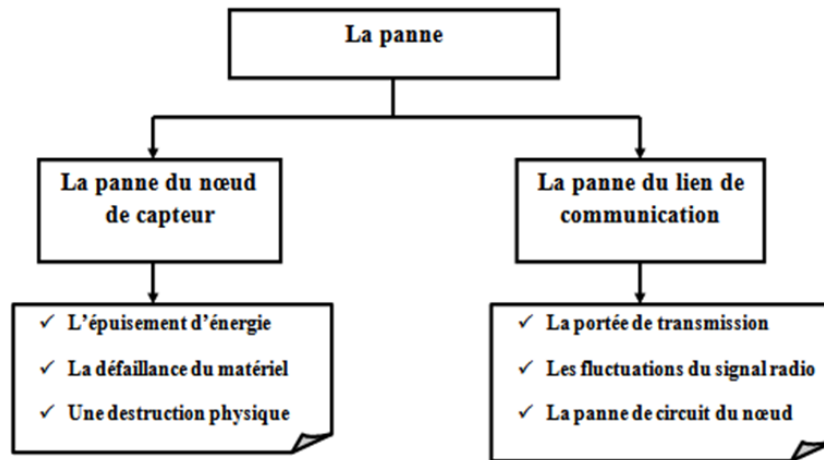 La panne
La panne du nœud
de capteur
La panne du lien de
communication
✓ L'épuisement d'énergie
✓ La défaillance du matériel
✓ Une destruction physique
✓ La portée de transmission
✓ Les fluctuations du signal radio
✓ La panne de circuit du nœud